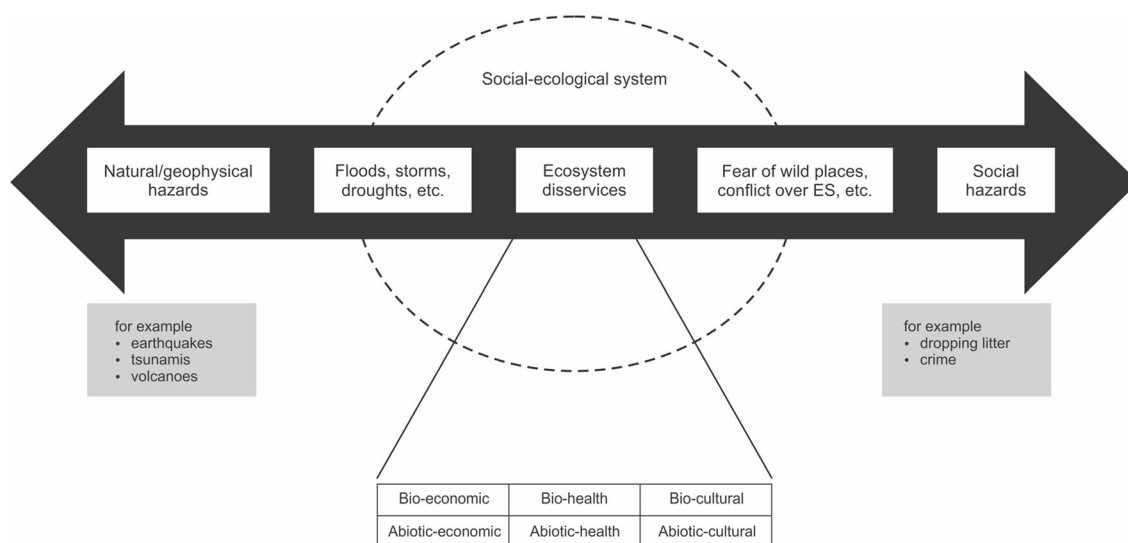 Social-ecological system
Natural/geophysical
hazards
Floods, storms,
droughts, etc.
Ecosystem
disservices
Fear of wild places,
conflict over ES, etc.
Social
hazards
for example
• earthquakes
• tsunamis
• volcanoes
for example
• dropping litter
• crime
Bio-economic Bio-health Bio-cultural
Abiotic-economic Abiotic-health Abiotic-cultural